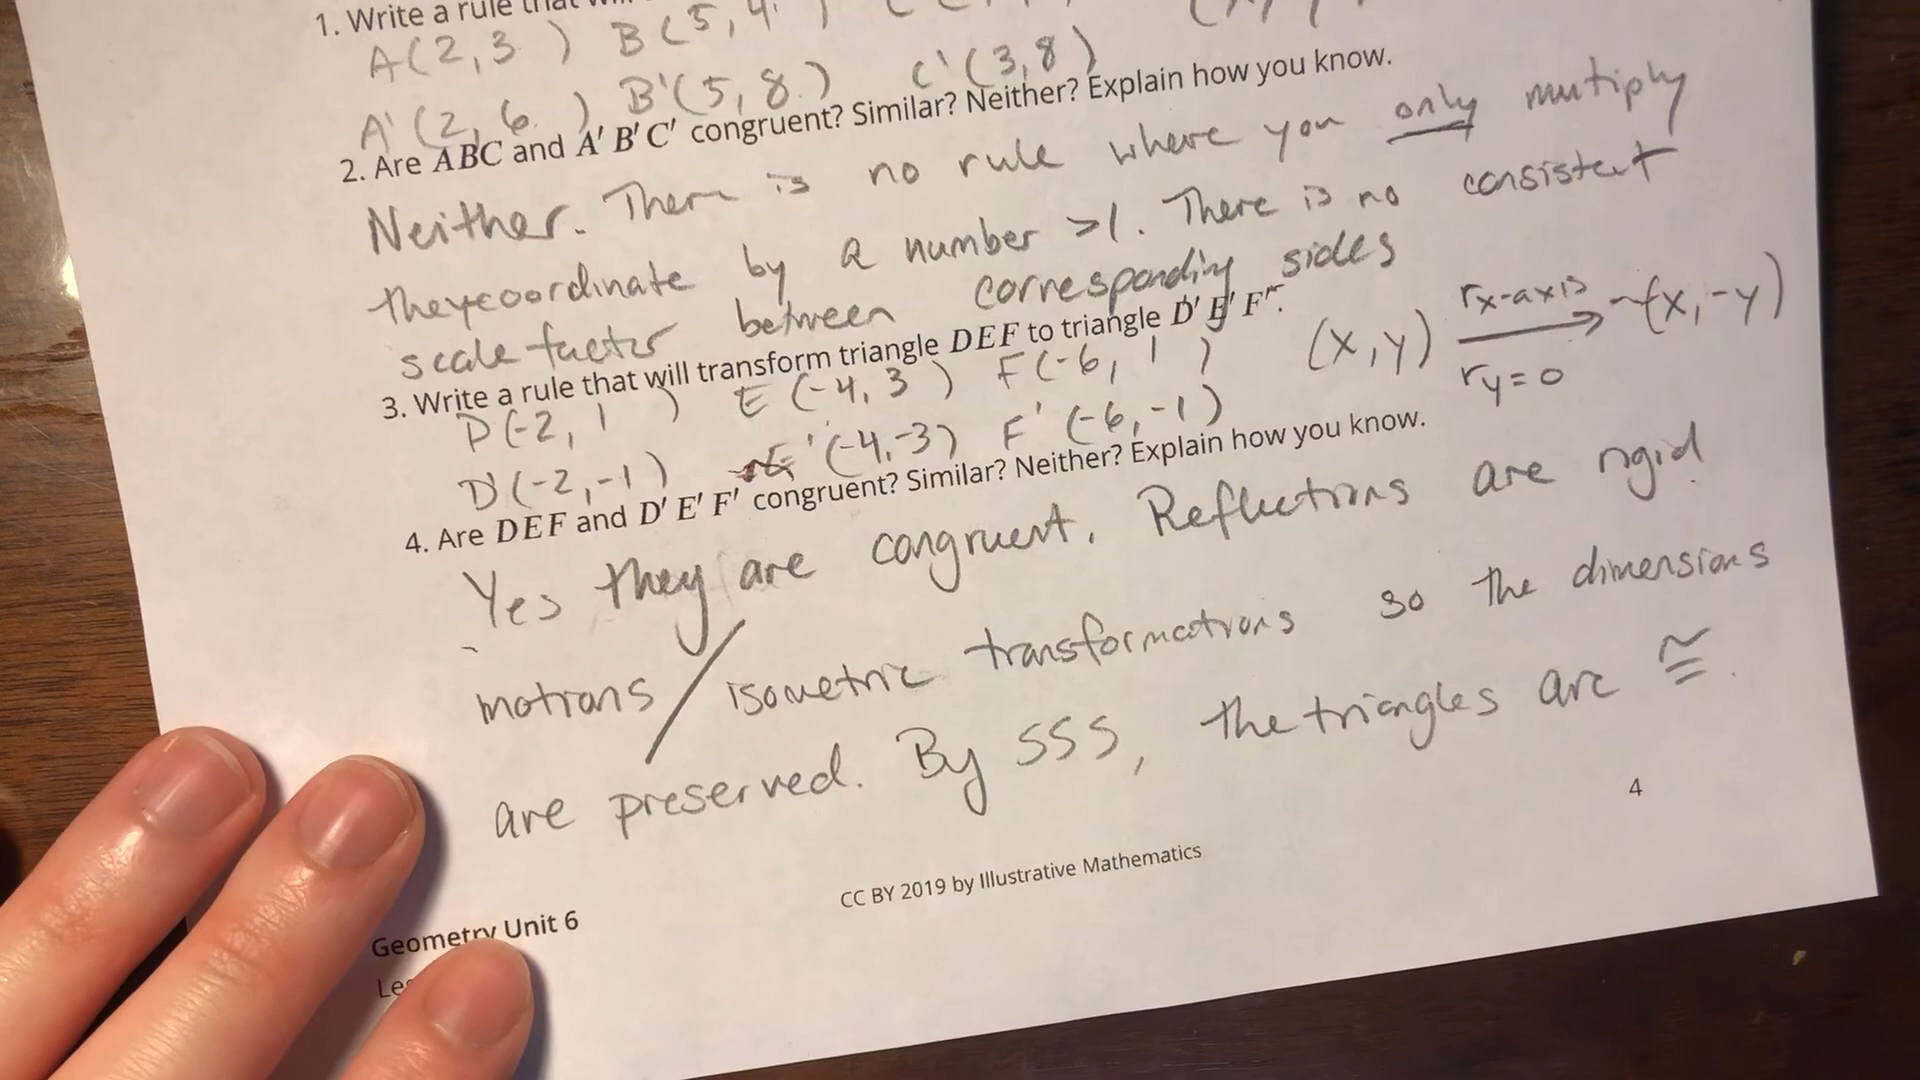 1. Write a rule that
A(2,3 ) B(5,4 )
A'(2,6 ) B'(5,8 ) C'(3,8)
2. Are ABC and A'B'C' congruent? Similar? Neither? Explain how you know.
Neither. There is no rule where you only mutiply
the y coordinate by a number >1. There is no consistent
scale factor between corresponding sides
3. Write a rule that will transform triangle DEF to triangle D'E'F'.
D(-2, 1 ) E (-4, 3 ) F(-6, 1 ) (x,y) rx-axis → (x,-y)
ry=0
D'(-2,-1) E'(-4,-3) F'(-6,-1)
4. Are DEF and D'E'F' congruent? Similar? Neither? Explain how you know.
Yes they are congruent. Reflections are rigid
motions / isometric transformations so the dimensions
are preserved. By SSS, the triangles are ≅.
4
CC BY 2019 by Illustrative Mathematics
Geometry Unit 6